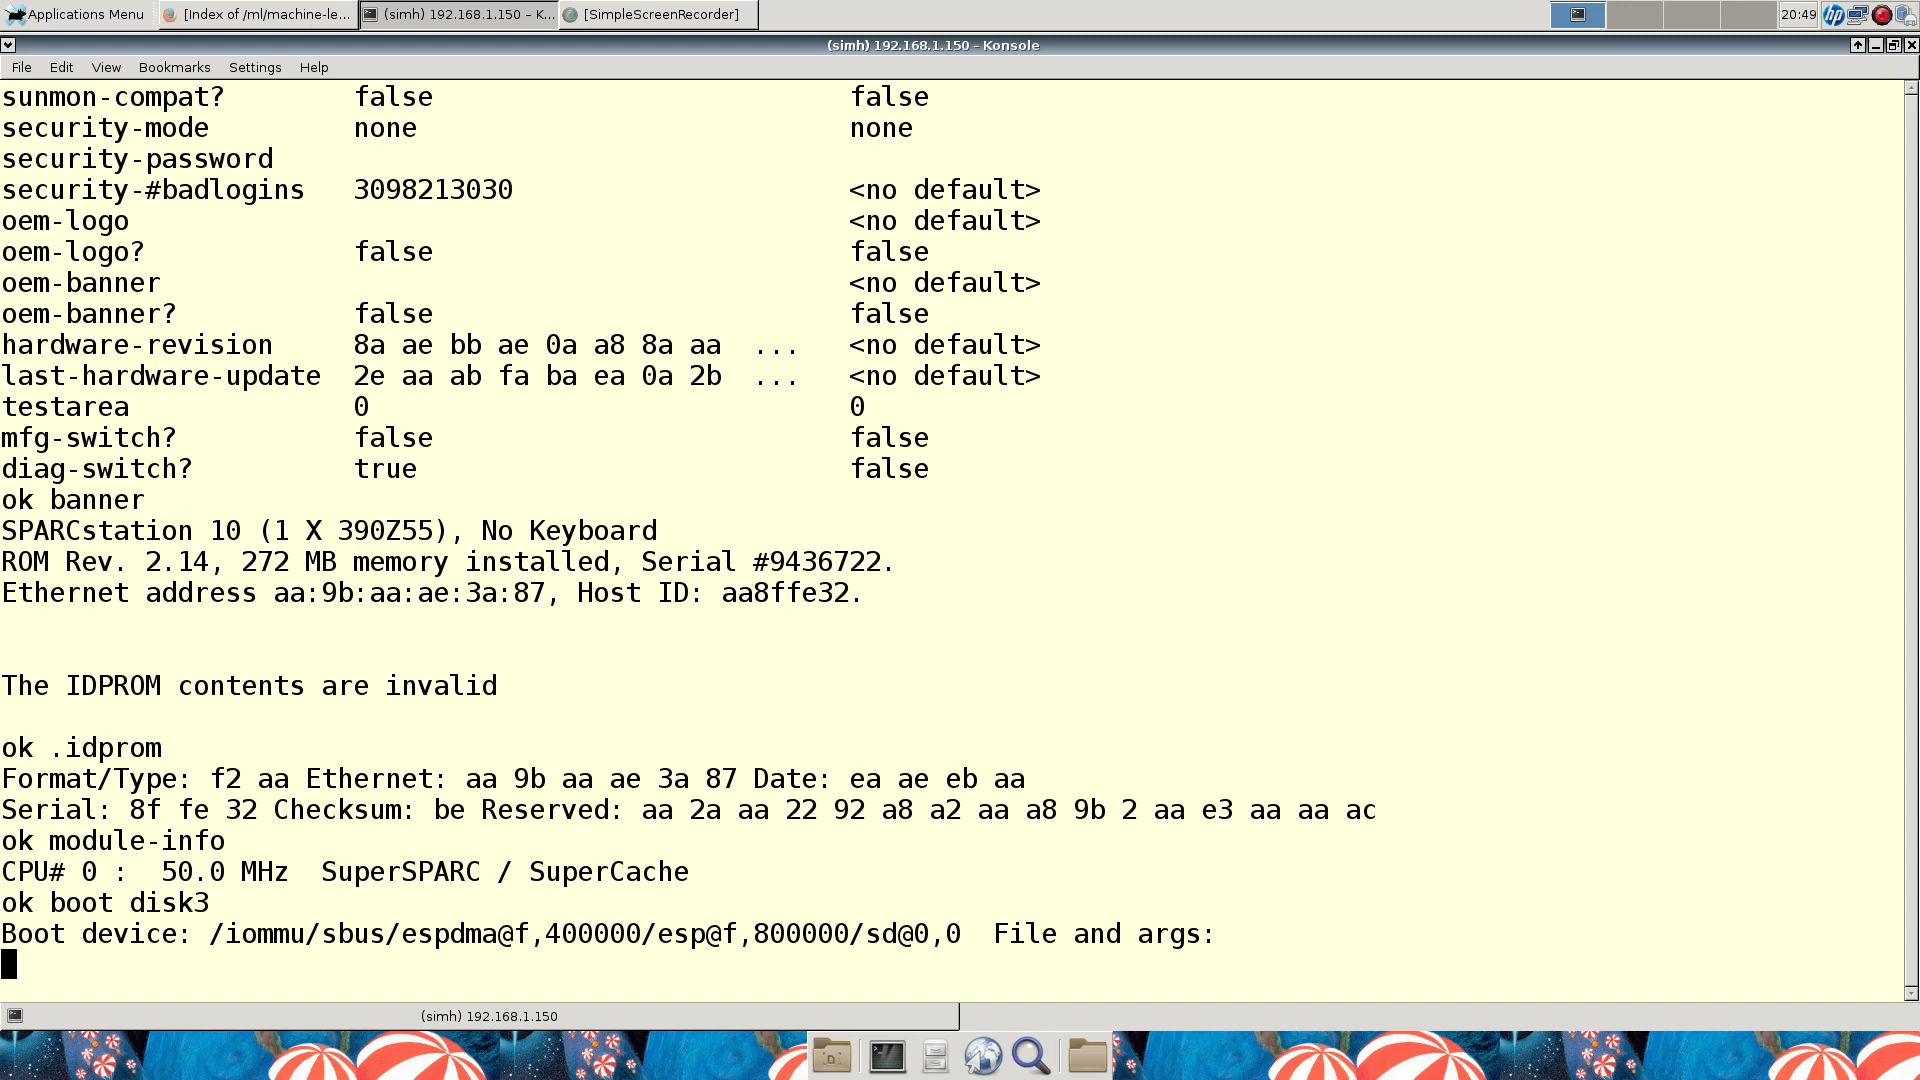 Applications Menu [Index of /ml/machine-le... (simh) 192.168.1.150 – K... [SimpleScreenRecorder] 20:49
(simh) 192.168.1.150 – Konsole
File Edit View Bookmarks Settings Help
sunmon-compat? false false
security-mode none none
security-password
security-#badlogins 3098213030 <no default>
oem-logo <no default>
oem-logo? false false
oem-banner <no default>
oem-banner? false false
hardware-revision 8a ae bb ae 0a a8 8a aa ... <no default>
last-hardware-update 2e aa ab fa ba ea 0a 2b ... <no default>
testarea 0 0
mfg-switch? false false
diag-switch? true false
ok banner
SPARCstation 10 (1 X 390Z55), No Keyboard
ROM Rev. 2.14, 272 MB memory installed, Serial #9436722.
Ethernet address aa:9b:aa:ae:3a:87, Host ID: aa8ffe32.
The IDPROM contents are invalid
ok .idprom
Format/Type: f2 aa Ethernet: aa 9b aa ae 3a 87 Date: ea ae eb aa
Serial: 8f fe 32 Checksum: be Reserved: aa 2a aa 22 92 a8 a2 aa a8 9b 2 aa e3 aa aa ac
ok module-info
CPU# 0 : 50.0 MHz SuperSPARC / SuperCache
ok boot disk3
Boot device: /iommu/sbus/espdma@f,400000/esp@f,800000/sd@0,0 File and args:
(simh) 192.168.1.150